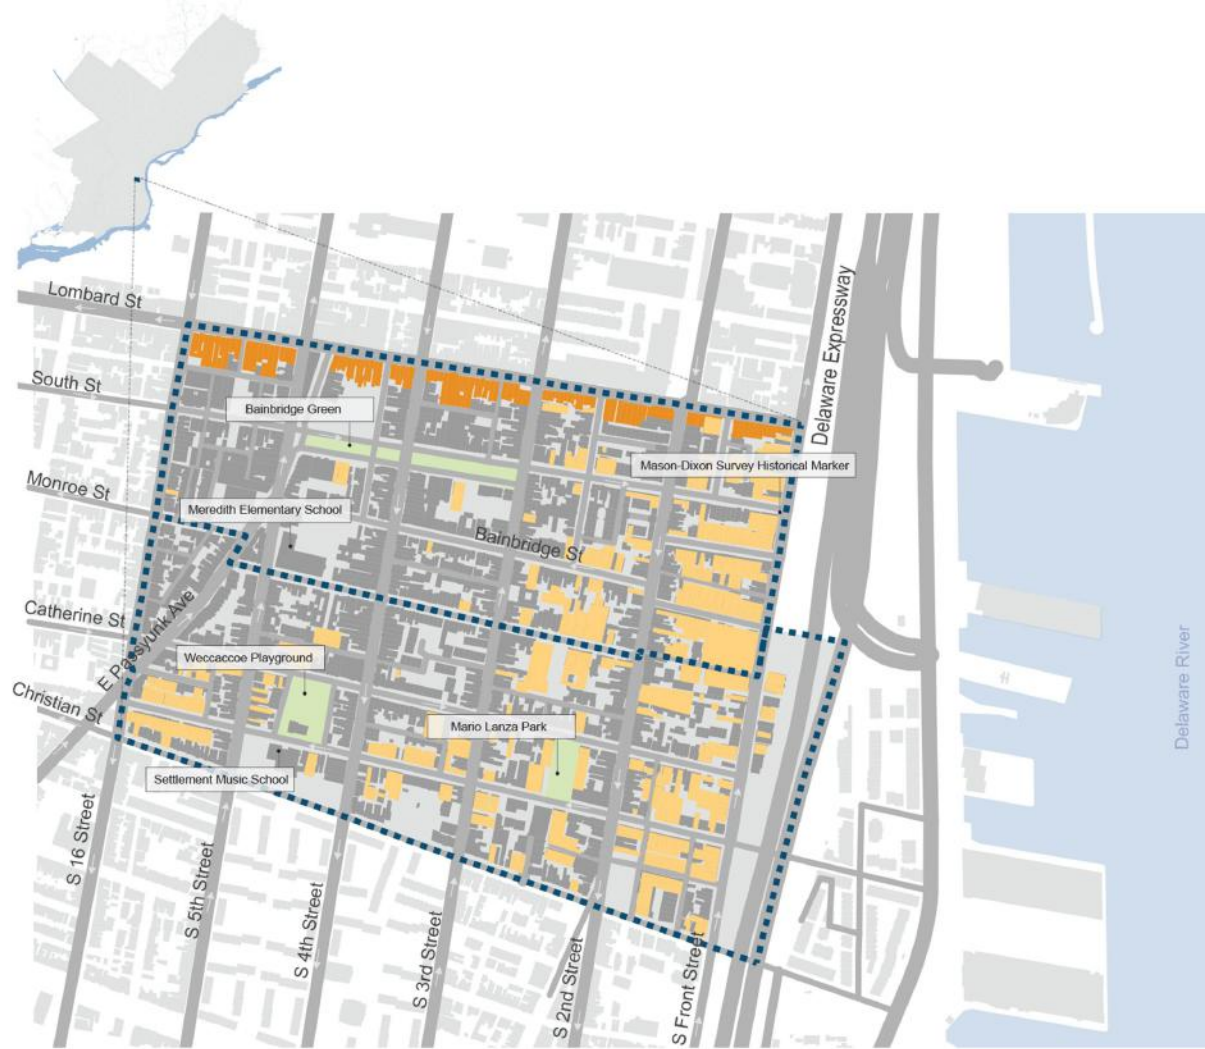 Lombard St
South St
Monroe St
Catherine St
Christian St
E Passyunk Ave
Bainbridge Green
Meredith Elementary School
Mason-Dixon Survey Historical Marker
Bainbridge St
Weccaccoe Playground
Mario Lanza Park
Settlement Music School
Delaware Expressway
Delaware River
S 16 Street
S 5th Street
S 4th Street
S 3rd Street
S 2nd Street
S Front Street